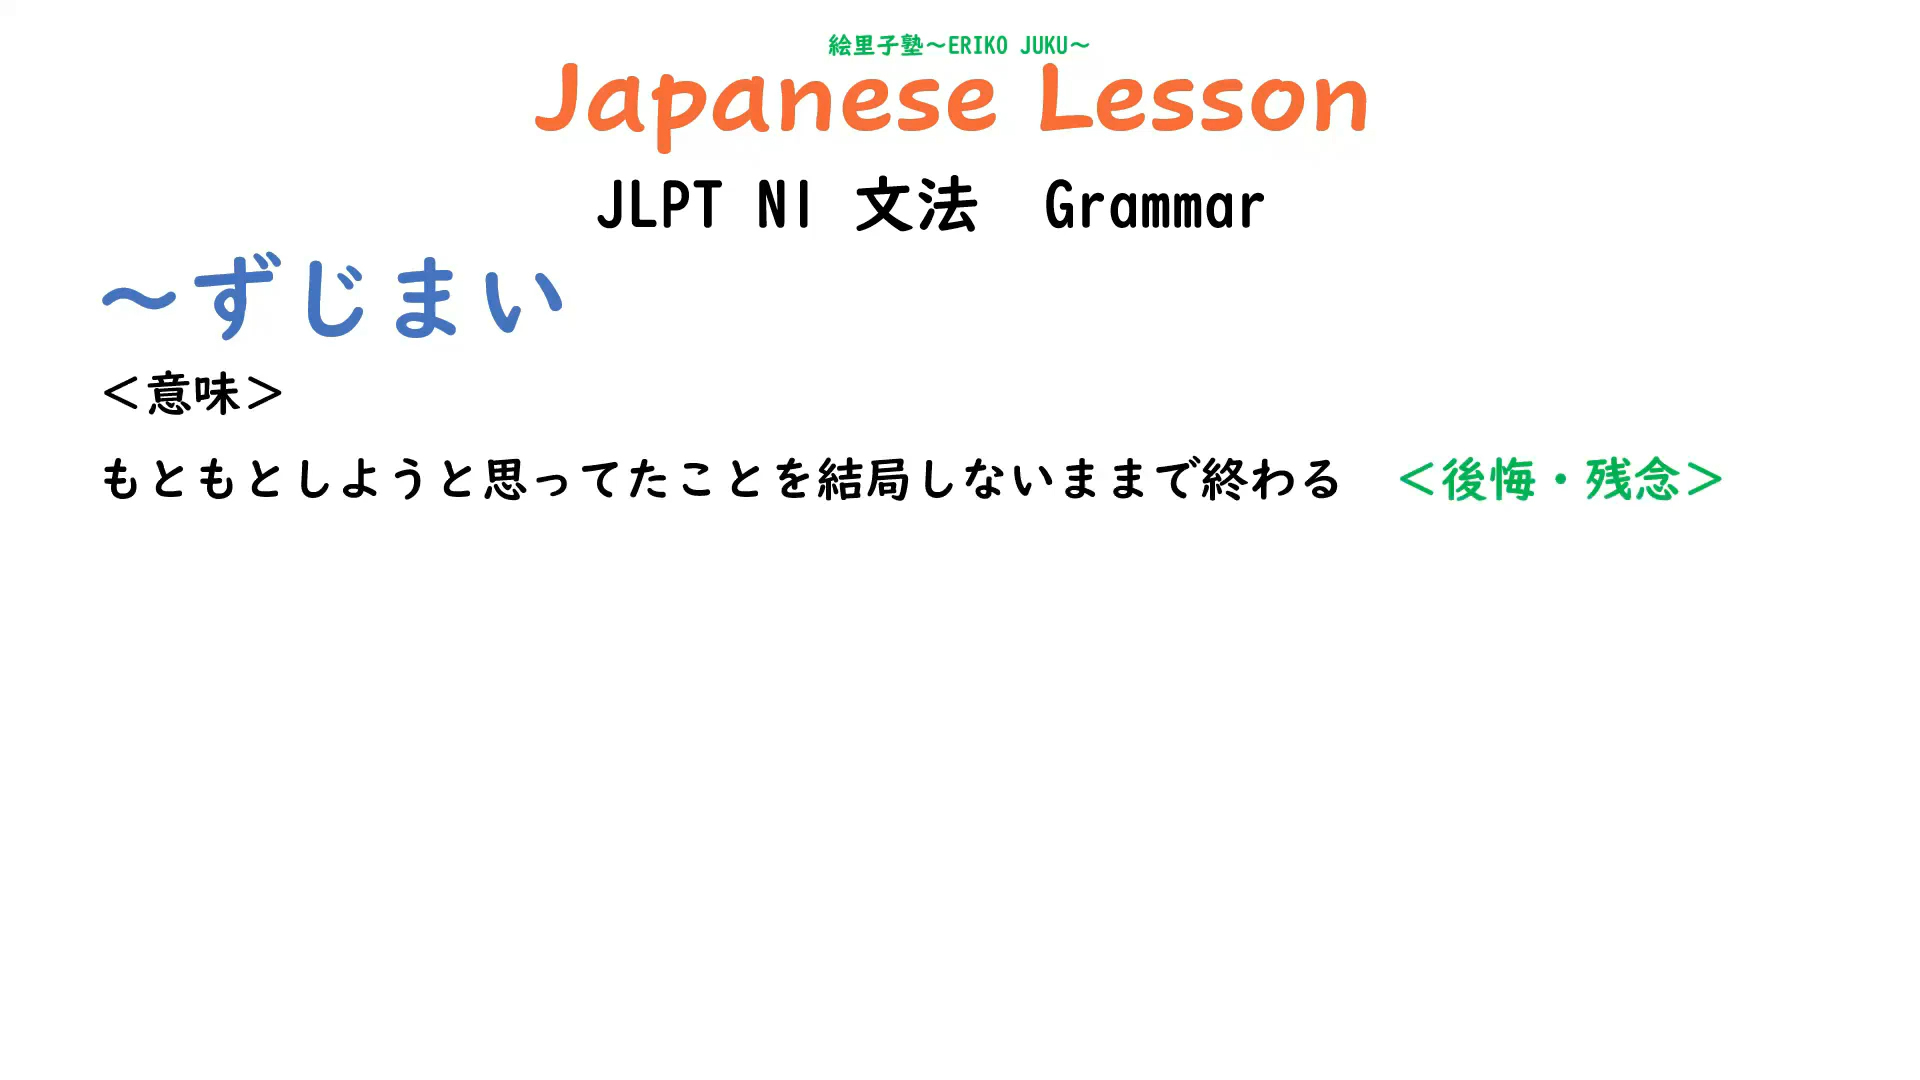 絵里子塾～ERIKO JUKU～
Japanese Lesson
JLPT N1 文法　Grammar
～ずじまい
＜意味＞
もともとしようと思ってたことを結局しないままで終わる　＜後悔・残念＞